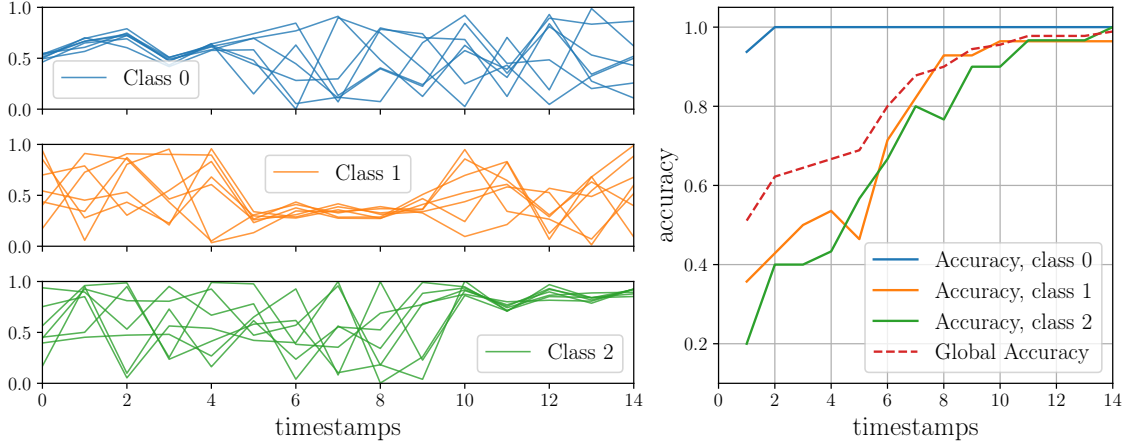 1.0
0.5
0.0
Class 0
1.0
0.5
0.0
Class 1
1.0
0.5
0.0
Class 2
0 2 4 6 8 10 12 14
timestamps
1.0
0.8
0.6
0.4
0.2
accuracy
Accuracy, class 0
Accuracy, class 1
Accuracy, class 2
Global Accuracy
0 2 4 6 8 10 12 14
timestamps